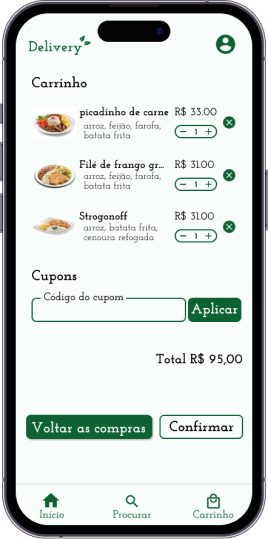 Delivery
Carrinho
picadinho de carne R$ 33.00
arroz, feijão, farofa,
batata frita
− 1 +
Filé de frango gr... R$ 31.00
arroz, feijão, farofa,
batata frita
− 1 +
Strogonoff R$ 31.00
arroz, batata frita,
cenoura refogada
− 1 +
Cupons
Código do cupom
Aplicar
Total R$ 95,00
Voltar as compras Confirmar
Início Procurar Carrinho